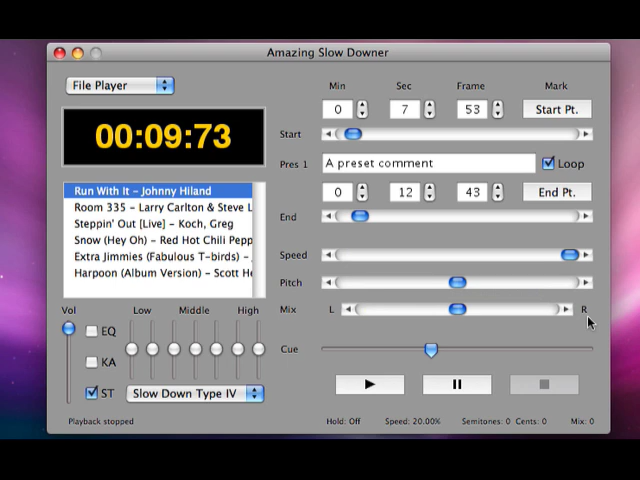 Amazing Slow Downer
File Player
Min Sec Frame Mark
0 7 53 Start Pt.
00:09:73
Start
Pres 1 A preset comment Loop
0 12 43 End Pt.
Run With It – Johnny Hiland
Room 335 – Larry Carlton & Steve L
Steppin' Out [Live] – Koch, Greg
Snow (Hey Oh) – Red Hot Chili Pepp
Extra Jimmies (Fabulous T-birds) –
Harpoon (Album Version) – Scott He
End
Speed
Pitch
Mix L R
Vol Low Middle High
EQ
KA
ST Slow Down Type IV
Cue
Playback stopped
Hold: Off Speed: 20.00% Semitones: 0 Cents: 0 Mix: 0